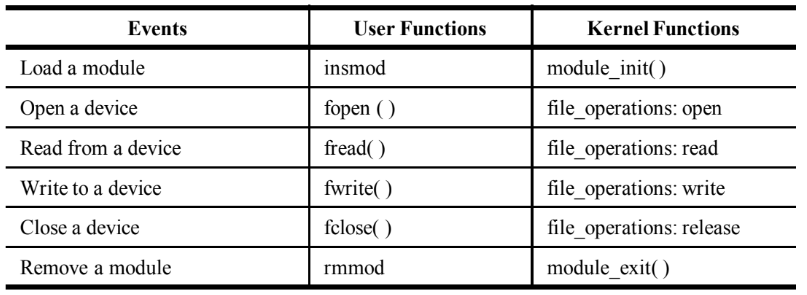 Events User Functions Kernel Functions
Load a module insmod module_init( )
Open a device fopen ( ) file_operations: open
Read from a device fread( ) file_operations: read
Write to a device fwrite( ) file_operations: write
Close a device fclose( ) file_operations: release
Remove a module rmmod module_exit( )